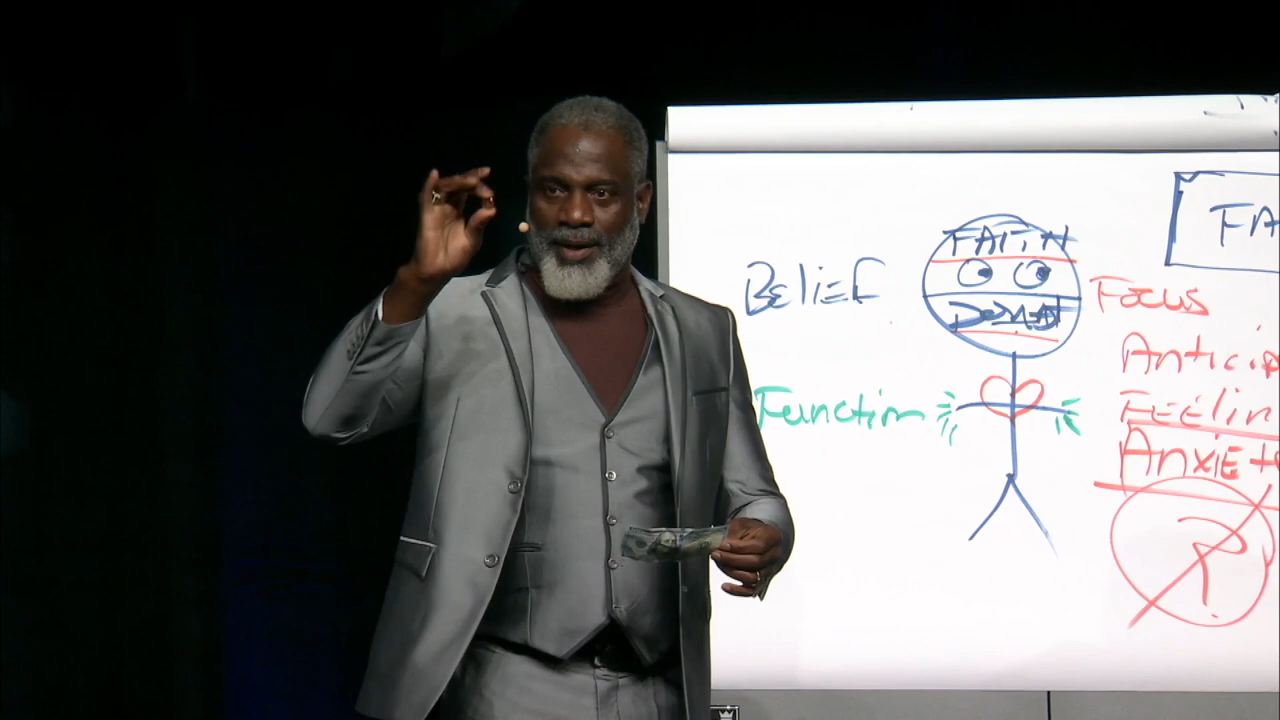 FAITH
FA
Belief
Focus
Anticip
Function
Feelin
Anxiet